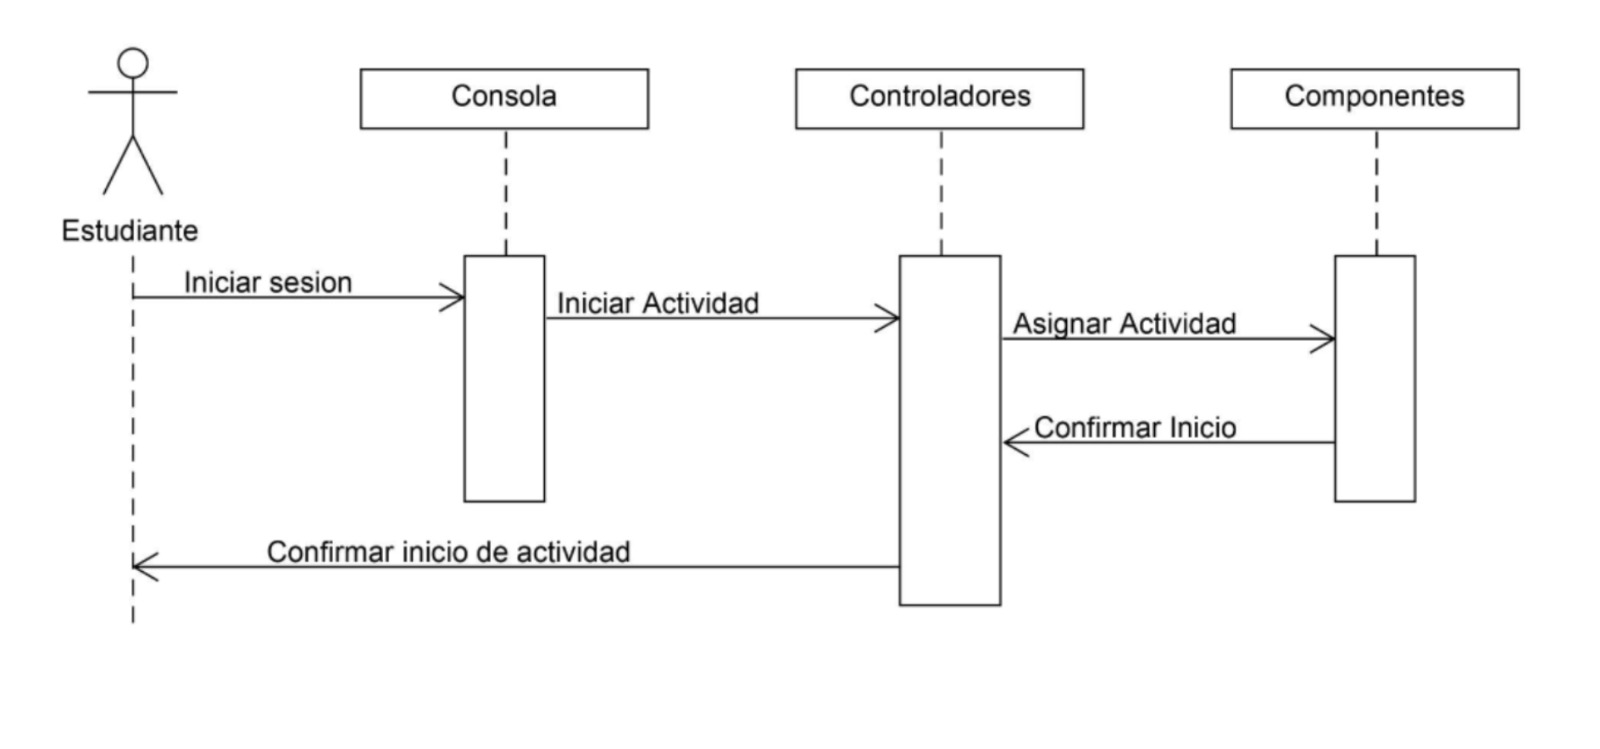 Consola
Controladores
Componentes
Estudiante
Iniciar sesion
Iniciar Actividad
Asignar Actividad
Confirmar Inicio
Confirmar inicio de actividad